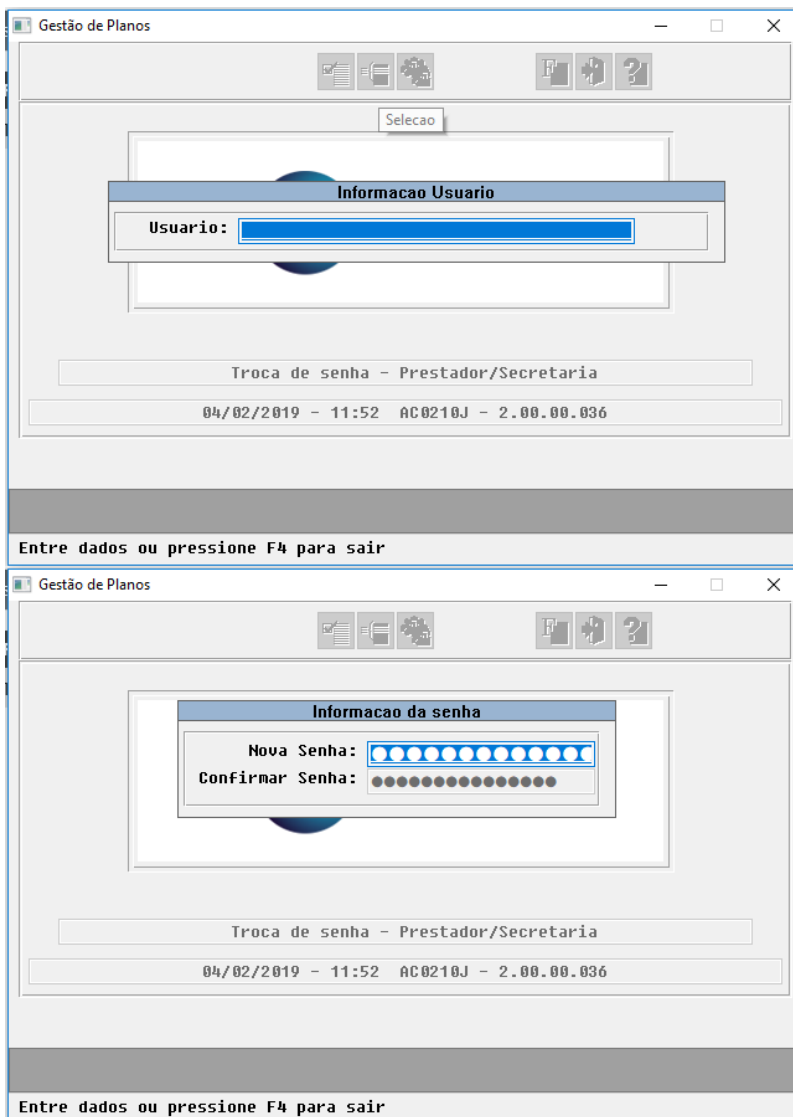 Gestão de Planos
Selecao
Informacao Usuario
Usuario:
Troca de senha - Prestador/Secretaria
04/02/2019 - 11:52 AC0210J - 2.00.00.036
Entre dados ou pressione F4 para sair
Gestão de Planos
Informacao da senha
Nova Senha:
Confirmar Senha:
Troca de senha - Prestador/Secretaria
04/02/2019 - 11:52 AC0210J - 2.00.00.036
Entre dados ou pressione F4 para sair